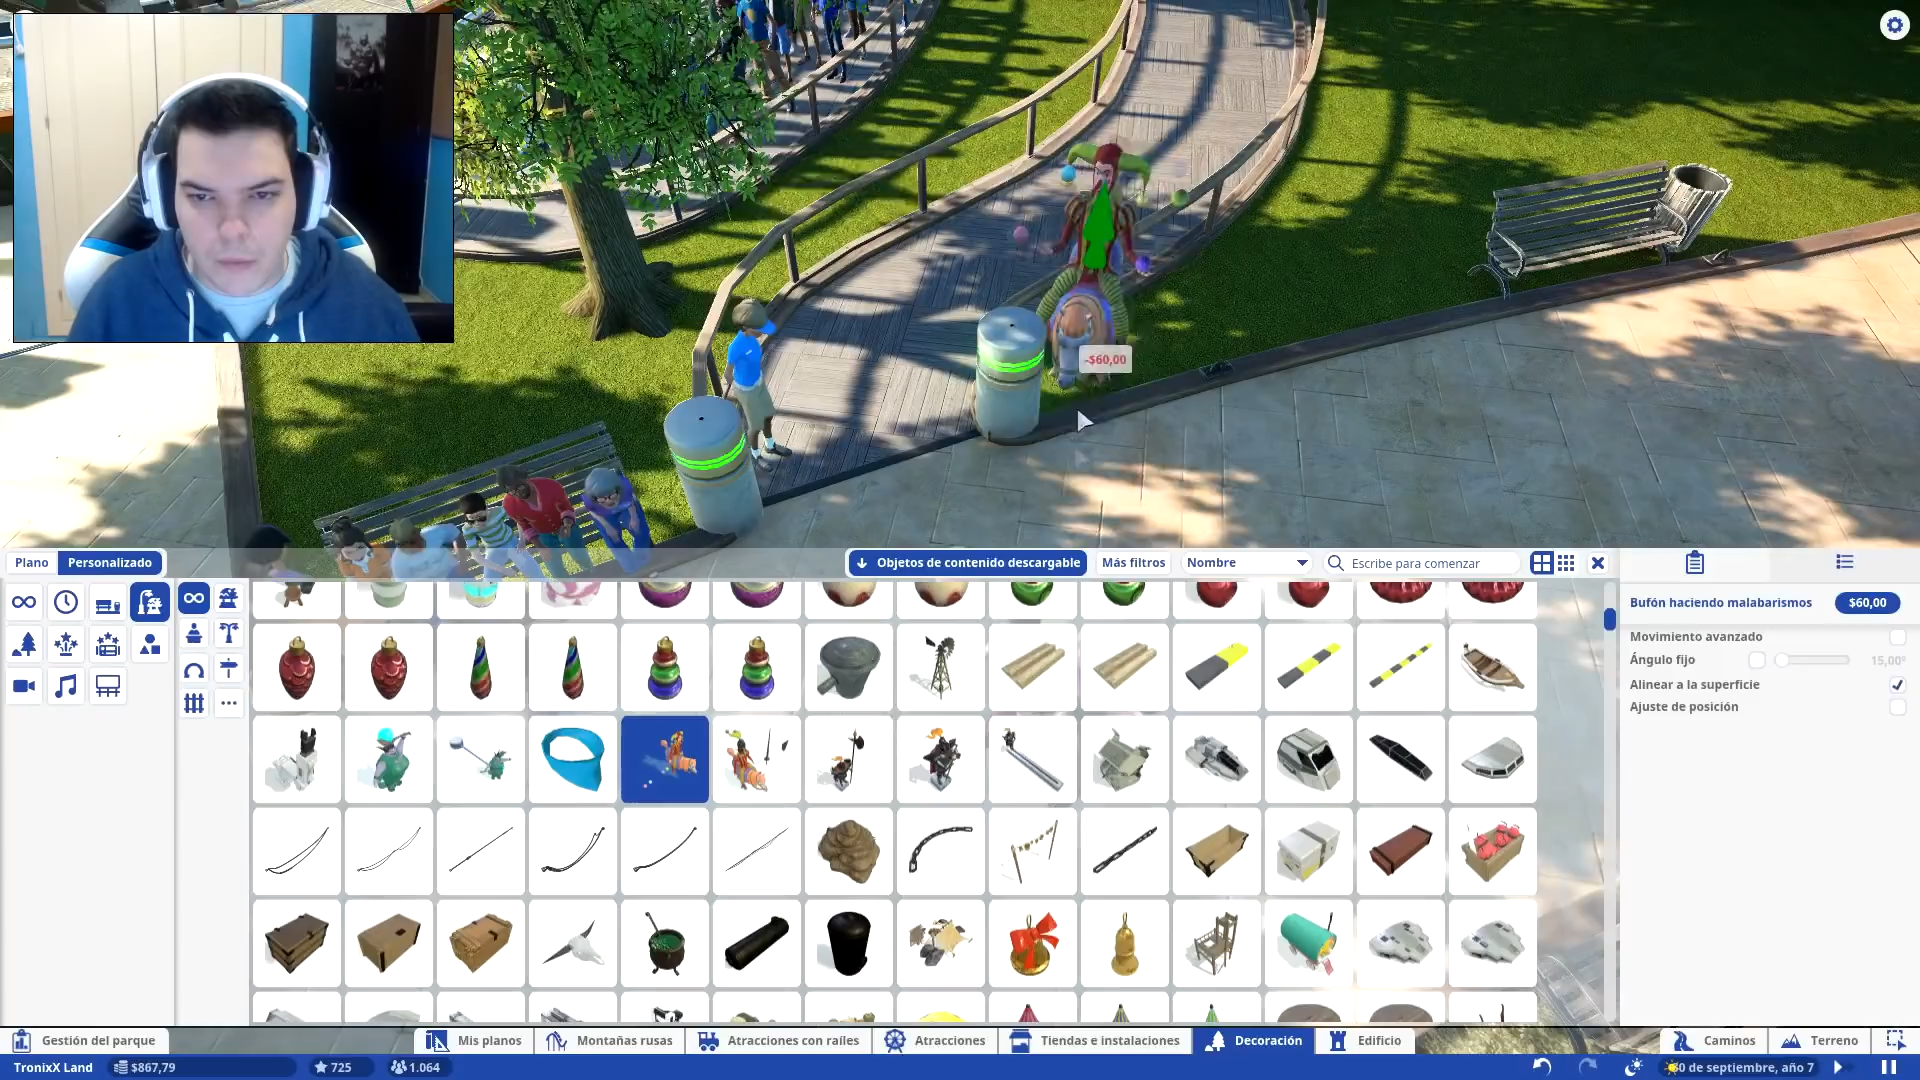 -$60,00
Plano
Personalizado
Objetos de contenido descargable
Más filtros
Nombre
Escribe para comenzar
Bufón haciendo malabarismos
$60,00
Movimiento avanzado
Ángulo fijo
15,00º
Alinear a la superficie
Ajuste de posición
Gestión del parque
Mis planos
Montañas rusas
Atracciones con raíles
Atracciones
Tiendas e instalaciones
Decoración
Edificio
Caminos
Terreno
TronixX Land
$867,79
725
1.064
30 de septiembre, año 7